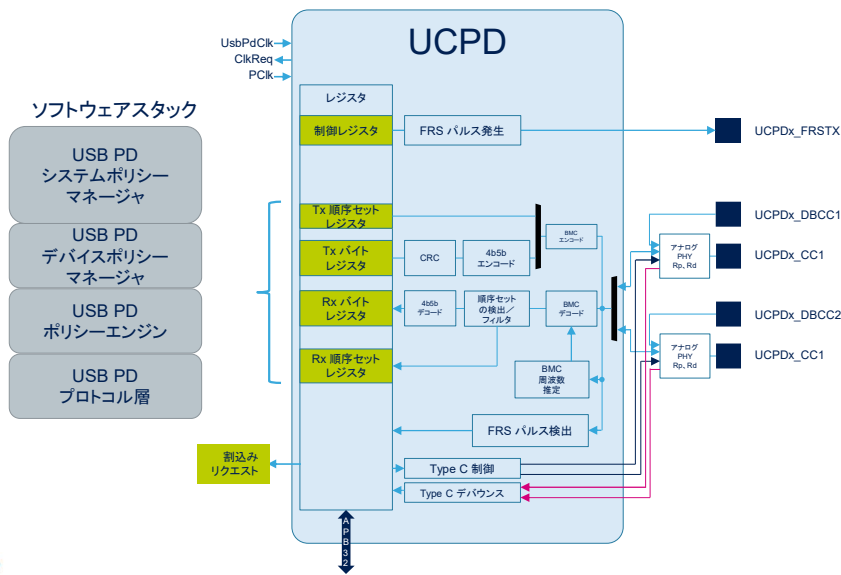 UCPD
UsbPdClk
ClkReq
PClk
ソフトウェアスタック
USB PD
システムポリシー
マネージャ
USB PD
デバイスポリシー
マネージャ
USB PD
ポリシーエンジン
USB PD
プロトコル層
レジスタ
制御レジスタ
FRS パルス発生
UCPDx_FRSTX
Tx 順序セット
レジスタ
Tx バイト
レジスタ
CRC
4b5b
エンコード
BMC
エンコード
Rx バイト
レジスタ
4b5b
デコード
順序セット
の検出/
フィルタ
BMC
デコード
Rx 順序セット
レジスタ
BMC
周波数
推定
FRS パルス検出
割込み
リクエスト
Type C 制御
Type C デバウンス
APB32
UCPDx_DBCC1
アナログ
PHY
Rp、Rd
UCPDx_CC1
UCPDx_DBCC2
アナログ
PHY
Rp、Rd
UCPDx_CC1